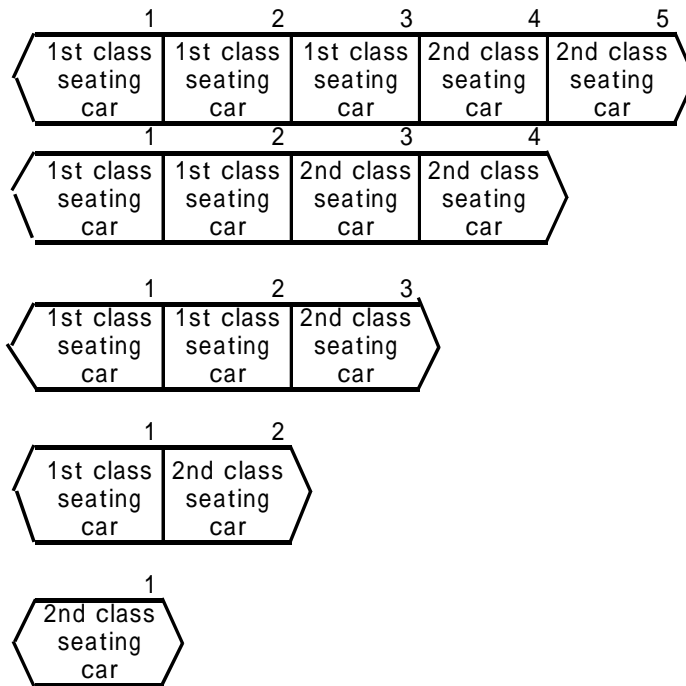 1 2 3 4 5
1st class 1st class 1st class 2nd class 2nd class
seating seating seating seating seating
car car car car car
1 2 3 4
1st class 1st class 2nd class 2nd class
seating seating seating seating
car car car car
1 2 3
1st class 1st class 2nd class
seating seating seating
car car car
1 2
1st class 2nd class
seating seating
car car
1
2nd class
seating
car